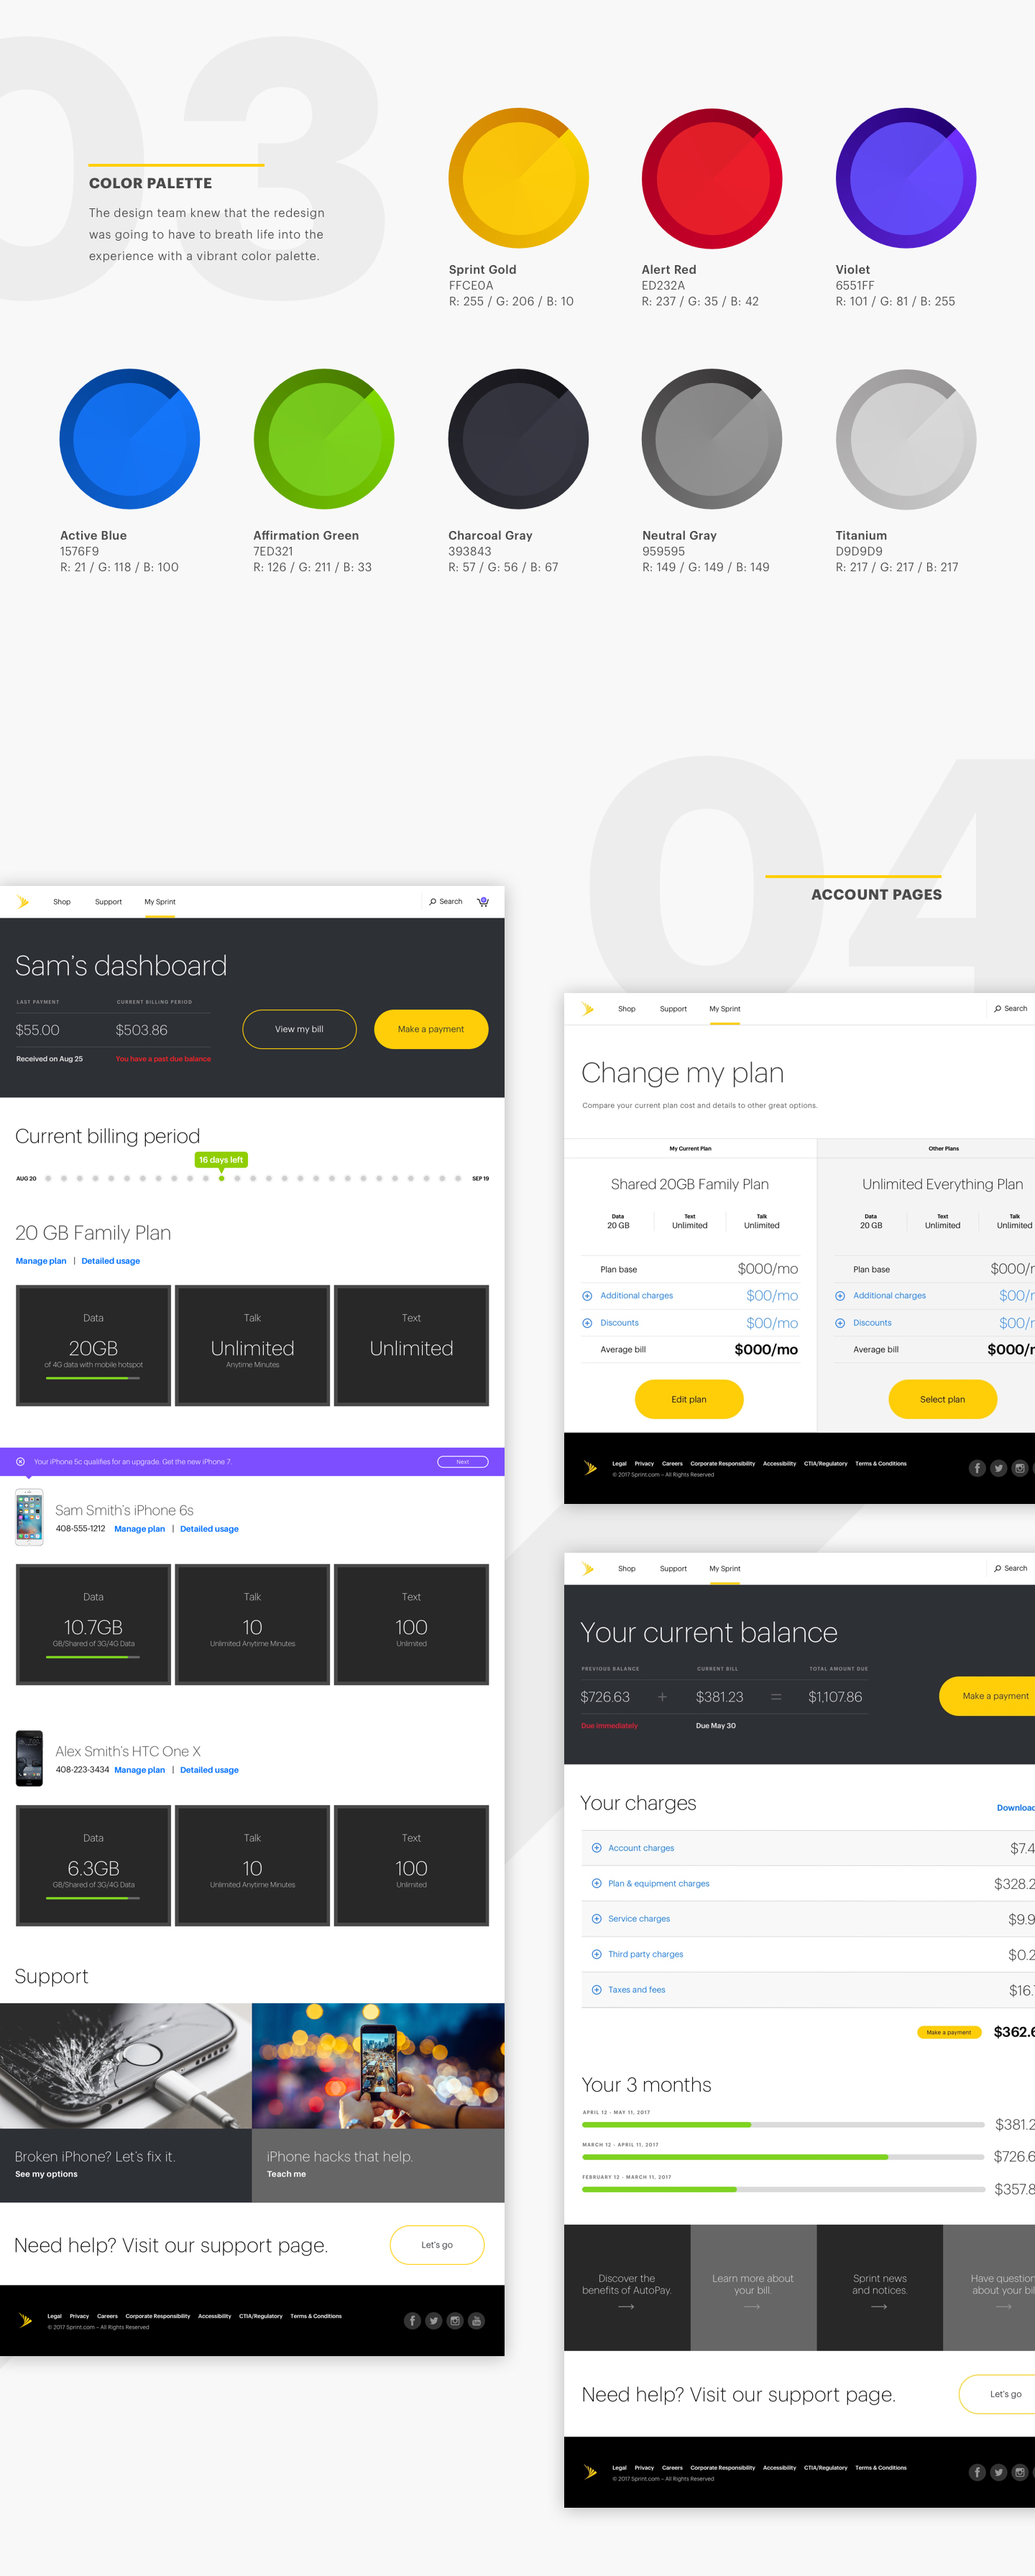 03
COLOR PALETTE
The design team knew that the redesign
was going to have to breath life into the
experience with a vibrant color palette.
Sprint Gold
FFCE0A
R: 255 / G: 206 / B: 10
Alert Red
ED232A
R: 237 / G: 35 / B: 42
Violet
6551FF
R: 101 / G: 81 / B: 255
Active Blue
1576F9
R: 21 / G: 118 / B: 100
Affirmation Green
7ED321
R: 126 / G: 211 / B: 33
Charcoal Gray
393843
R: 57 / G: 56 / B: 67
Neutral Gray
959595
R: 149 / G: 149 / B: 149
Titanium
D9D9D9
R: 217 / G: 217 / B: 217
04
ACCOUNT PAGES
Shop Support My Sprint Search
Sam's dashboard
LAST PAYMENT CURRENT BILLING PERIOD
$55.00 $503.86 View my bill Make a payment
Received on Aug 25 You have a past due balance
Current billing period
16 days left
AUG 20 SEP 19
20 GB Family Plan
Manage plan | Detailed usage
Data Talk Text
20GB Unlimited Unlimited
of 4G data with mobile hotspot Anytime Minutes
Your iPhone 5c qualifies for an upgrade. Get the new iPhone 7. Next
Sam Smith's iPhone 6s
408-555-1212 Manage plan | Detailed usage
Data Talk Text
10.7GB 10 100
GB/Shared of 3G/4G Data Unlimited Anytime Minutes Unlimited
Alex Smith's HTC One X
408-223-3434 Manage plan | Detailed usage
Data Talk Text
6.3GB 10 100
GB/Shared of 3G/4G Data Unlimited Anytime Minutes Unlimited
Support
Broken iPhone? Let's fix it. iPhone hacks that help.
See my options Teach me
Need help? Visit our support page. Let's go
Legal Privacy Careers Corporate Responsibility Accessibility CTIA/Regulatory Terms & Conditions
© 2017 Sprint.com – All Rights Reserved
Shop Support My Sprint Search
Change my plan
Compare your current plan cost and details to other great options.
My Current Plan Other Plans
Shared 20GB Family Plan Unlimited Everything Plan
Data Text Talk Data Text Talk
20 GB Unlimited Unlimited 20 GB Unlimited Unlimited
Plan base $000/mo Plan base $000/m
Additional charges $00/mo Additional charges $00/m
Discounts $00/mo Discounts $00/m
Average bill $000/mo Average bill $000/m
Edit plan Select plan
Legal Privacy Careers Corporate Responsibility Accessibility CTIA/Regulatory Terms & Conditions
© 2017 Sprint.com – All Rights Reserved
Shop Support My Sprint Search
Your current balance
PREVIOUS BALANCE CURRENT BILL TOTAL AMOUNT DUE
$726.63 + $381.23 = $1,107.86 Make a payment
Due immediately Due May 30
Your charges Download
Account charges $7.4
Plan & equipment charges $328.2
Service charges $9.9
Third party charges $0.2
Taxes and fees $16.
Make a payment $362.6
Your 3 months
APRIL 12 - MAY 11, 2017
$381.2
MARCH 12 - APRIL 11, 2017
$726.6
FEBRUARY 12 - MARCH 11, 2017
$357.8
Discover the Learn more about Sprint news Have question
benefits of AutoPay. your bill. and notices. about your bil
Need help? Visit our support page. Let's go
Legal Privacy Careers Corporate Responsibility Accessibility CTIA/Regulatory Terms & Conditions
© 2017 Sprint.com – All Rights Reserved